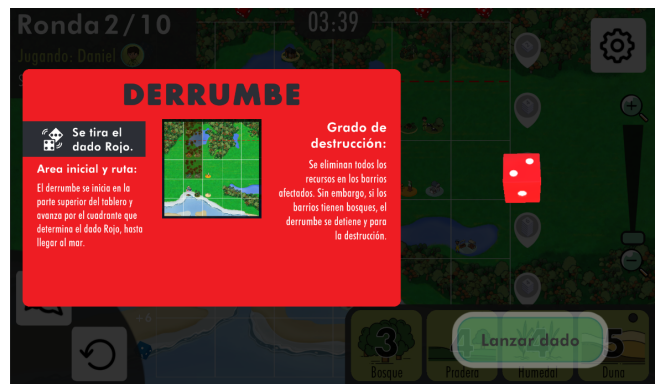 Ronda 2/10
03:39
Jugando: Daniel
DERRUMBE
Se tira el
dado Rojo.
Area inicial y ruta:
El derrumbe se inicia en la
parte superior del tablero y
avanza por el cuadrante que
determina el dado Rojo, hasta
llegar al mar.
Grado de
destrucción:
Se eliminan todos los
recursos en los barrios
afectados. Sin embargo, si los
barrios tienen bosques, el
derrumbe se detiene y para
la destrucción.
3
4
5
Lanzar dado
Bosque
Pradera
Humedal
Duna